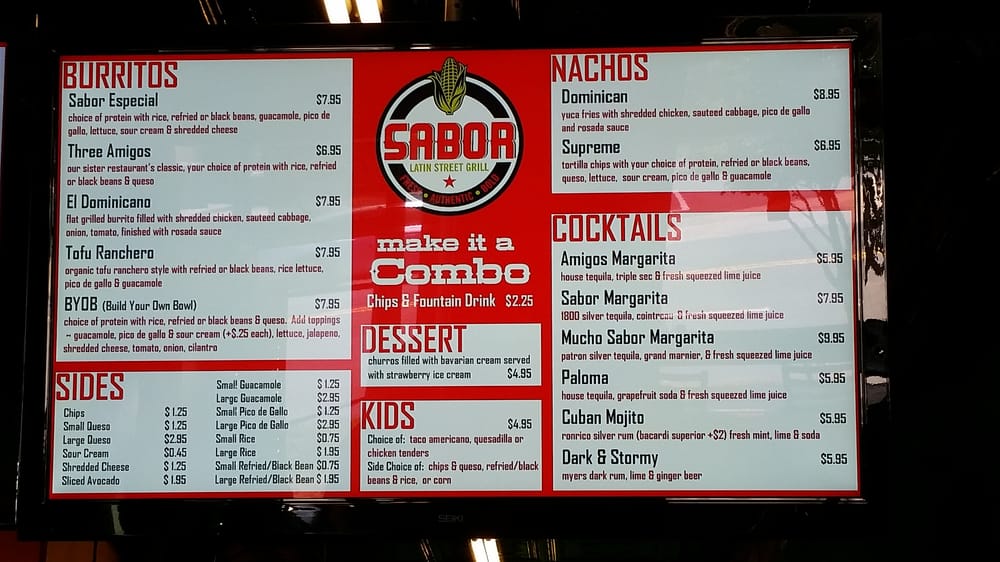 BURRITOS
Sabor Especial $7.95
choice of protein with rice, refried or black beans, guacamole, pico de
gallo, lettuce, sour cream & shredded cheese
Three Amigos $6.95
our sister restaurant's classic, your choice of protein with rice, refried
or black beans & queso
El Dominicano $7.95
flat grilled burrito filled with shredded chicken, sauteed cabbage,
onion, tomato, finished with rosada sauce
Tofu Ranchero $7.95
organic tofu ranchero style with refried or black beans, rice lettuce,
pico de gallo & guacamole
BYOB (Build Your Own Bowl) $7.95
choice of protein with rice, refried or black beans & queso. Add toppings
~ guacamole, pico de gallo & sour cream (+$.25 each), lettuce, jalapeno,
shredded cheese, tomato, onion, cilantro
SIDES
Chips $1.25
Small Queso $1.25
Large Queso $2.95
Sour Cream $0.45
Shredded Cheese $1.25
Sliced Avocado $1.95
Small Guacamole $1.25
Large Guacamole $2.95
Small Pico de Gallo $1.25
Large Pico de Gallo $2.95
Small Rice $0.75
Large Rice $1.95
Small Refried/Black Bean $0.75
Large Refried/Black Bean $1.95
SABOR
LATIN STREET GRILL
FRESH • AUTHENTIC • BOLD
make it a
Combo
Chips & Fountain Drink $2.25
DESSERT
churros filled with bavarian cream served
with strawberry ice cream $4.95
KIDS
$4.95
Choice of: taco americano, quesadilla or
chicken tenders
Side Choice of: chips & queso, refried/black
beans & rice, or corn
NACHOS
Dominican $8.95
yuca fries with shredded chicken, sauteed cabbage, pico de gallo
and rosada sauce
Supreme $6.95
tortilla chips with your choice of protein, refried or black beans,
queso, lettuce, sour cream, pico de gallo & guacamole
COCKTAILS
Amigos Margarita $5.95
house tequila, triple sec & fresh squeezed lime juice
Sabor Margarita $7.95
1800 silver tequila, cointreau & fresh squeezed lime juice
Mucho Sabor Margarita $9.95
patron silver tequila, grand marnier, & fresh squeezed lime juice
Paloma $5.95
house tequila, grapefruit soda & fresh squeezed lime juice
Cuban Mojito $5.95
ronrico silver rum (bacardi superior +$2) fresh mint, lime & soda
Dark & Stormy $5.95
myers dark rum, lime & ginger beer
SEIKI